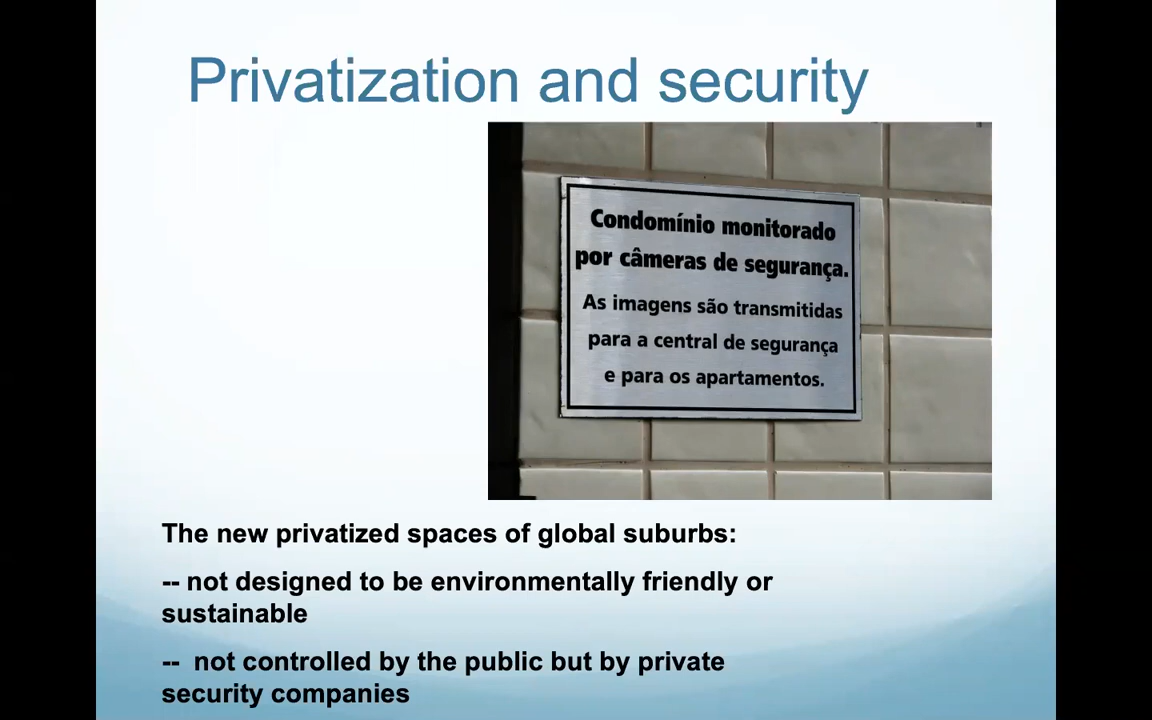 Privatization and security
Condomínio monitorado
por câmeras de segurança.
As imagens são transmitidas
para a central de segurança
e para os apartamentos.
The new privatized spaces of global suburbs:
-- not designed to be environmentally friendly or
sustainable
-- not controlled by the public but by private
security companies